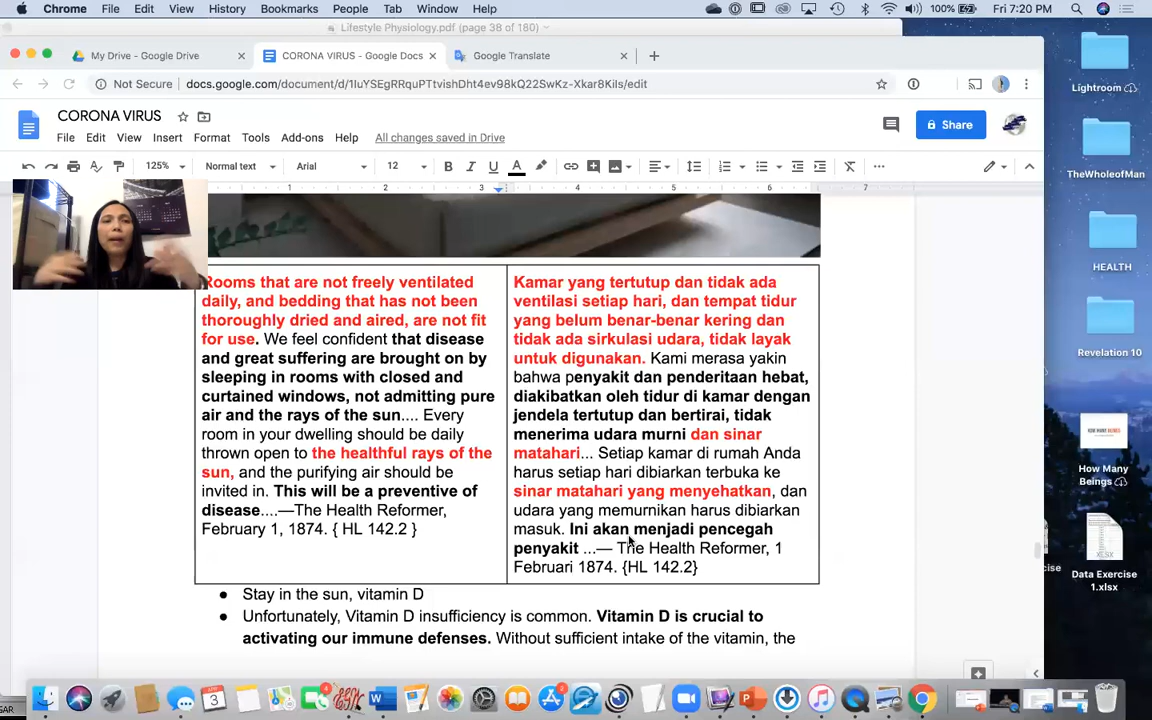 Chrome File Edit View History Bookmarks People Tab Window Help 100% Fri 7:20 PM
Lifestyle Physiology.pdf (page 38 of 180)
My Drive - Google Drive CORONA VIRUS - Google Docs Google Translate
Not Secure docs.google.com/document/d/1IuYSEgRRquPTtvishDht4ev98kQ22SwKz-Xkar8Kils/edit
CORONA VIRUS
File Edit View Insert Format Tools Add-ons Help All changes saved in Drive
Share
125% Normal text Arial 12
1 2 3 4 5 6 7
Rooms that are not freely ventilated
daily, and bedding that has not been
thoroughly dried and aired, are not fit
for use. We feel confident that disease
and great suffering are brought on by
sleeping in rooms with closed and
curtained windows, not admitting pure
air and the rays of the sun.... Every
room in your dwelling should be daily
thrown open to the healthful rays of the
sun, and the purifying air should be
invited in. This will be a preventive of
disease....—The Health Reformer,
February 1, 1874. { HL 142.2 }
Kamar yang tertutup dan tidak ada
ventilasi setiap hari, dan tempat tidur
yang belum benar-benar kering dan
tidak ada sirkulasi udara, tidak layak
untuk digunakan. Kami merasa yakin
bahwa penyakit dan penderitaan hebat,
diakibatkan oleh tidur di kamar dengan
jendela tertutup dan bertirai, tidak
menerima udara murni dan sinar
matahari... Setiap kamar di rumah Anda
harus setiap hari dibiarkan terbuka ke
sinar matahari yang menyehatkan, dan
udara yang memurnikan harus dibiarkan
masuk. Ini akan menjadi pencegah
penyakit ...— The Health Reformer, 1
Februari 1874. {HL 142.2}
● Stay in the sun, vitamin D
● Unfortunately, Vitamin D insufficiency is common. Vitamin D is crucial to
activating our immune defenses. Without sufficient intake of the vitamin, the
Lightroom
TheWholeofMan
HEALTH
Revelation 10
How Many
Beings
XLSX
Data Exercise
1.xlsx